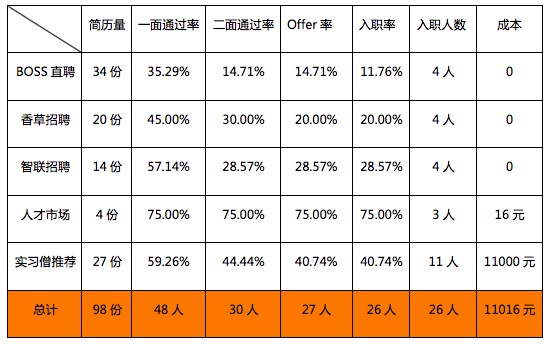 简历量 一面通过率 二面通过率 Offer 率 入职率 入职人数 成本
BOSS 直聘 34 份 35.29% 14.71% 14.71% 11.76% 4 人 0
香草招聘 20 份 45.00% 30.00% 20.00% 20.00% 4 人 0
智联招聘 14 份 57.14% 28.57% 28.57% 28.57% 4 人 0
人才市场 4 份 75.00% 75.00% 75.00% 75.00% 3 人 16 元
实习僧推荐 27 份 59.26% 44.44% 40.74% 40.74% 11 人 11000 元
总计 98 份 48 人 30 人 27 人 26 人 26 人 11016 元